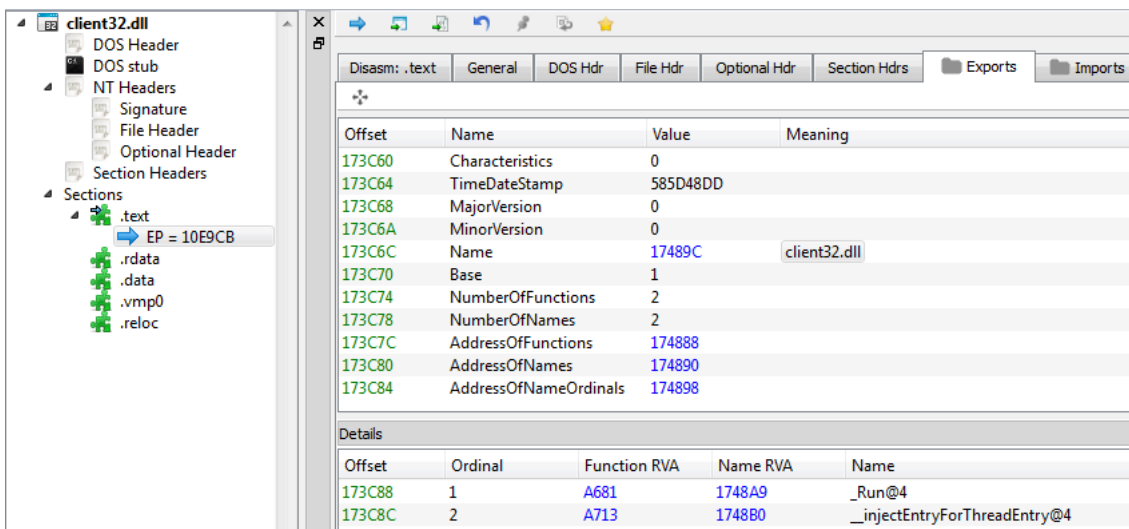 client32.dll
DOS Header
DOS stub
NT Headers
Signature
File Header
Optional Header
Section Headers
Sections
.text
EP = 10E9CB
.rdata
.data
.vmp0
.reloc
Disasm: .text General DOS Hdr File Hdr Optional Hdr Section Hdrs Exports Imports
Offset Name Value Meaning
173C60 Characteristics 0
173C64 TimeDateStamp 585D48DD
173C68 MajorVersion 0
173C6A MinorVersion 0
173C6C Name 17489C client32.dll
173C70 Base 1
173C74 NumberOfFunctions 2
173C78 NumberOfNames 2
173C7C AddressOfFunctions 174888
173C80 AddressOfNames 174890
173C84 AddressOfNameOrdinals 174898
Details
Offset Ordinal Function RVA Name RVA Name
173C88 1 A681 1748A9 _Run@4
173C8C 2 A713 1748B0 __injectEntryForThreadEntry@4